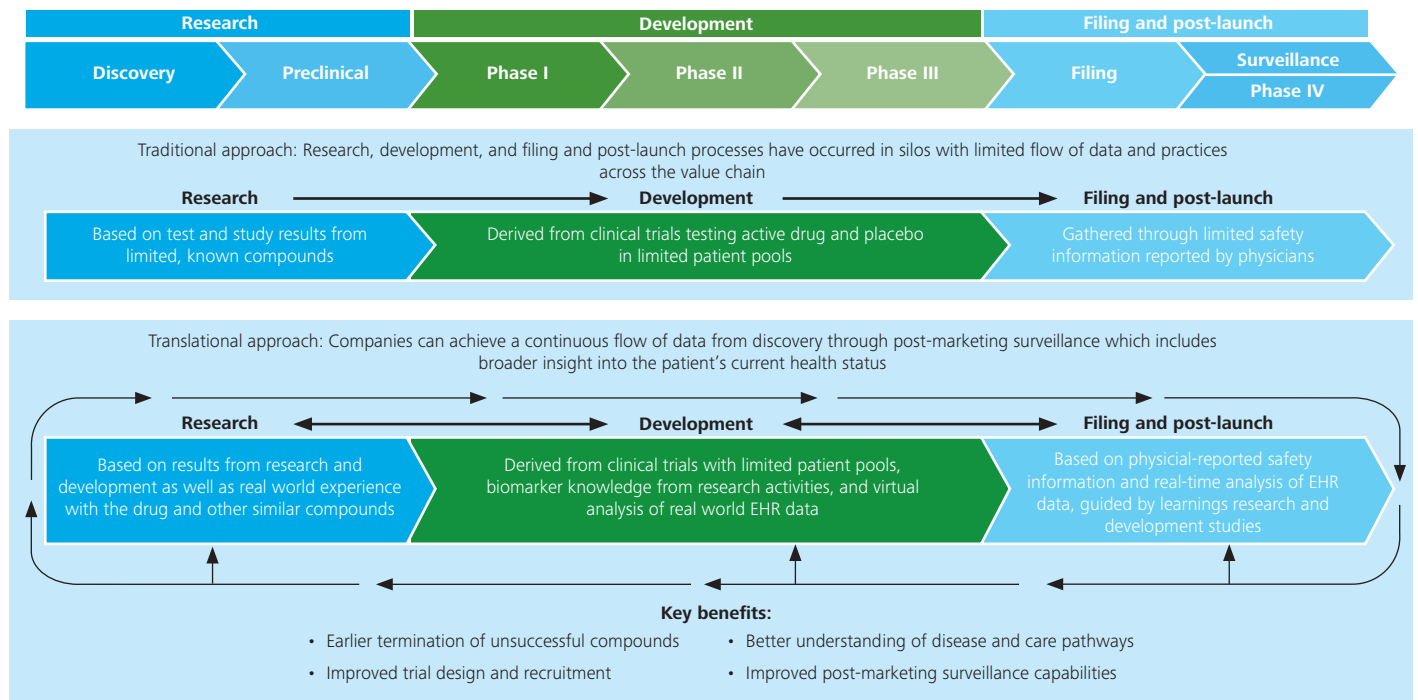 Research
Development
Filing and post-launch
Discovery
Preclinical
Phase I
Phase II
Phase III
Filing
Surveillance
Phase IV
Traditional approach: Research, development, and filing and post-launch processes have occurred in silos with limited flow of data and practices
across the value chain
Research
Development
Filing and post-launch
Based on test and study results from
limited, known compounds
Derived from clinical trials testing active drug and placebo
in limited patient pools
Gathered through limited safety
information reported by physicians
Translational approach: Companies can achieve a continuous flow of data from discovery through post-marketing surveillance which includes
broader insight into the patient's current health status
Research
Development
Filing and post-launch
Based on results from research and
development as well as real world experience
with the drug and other similar compounds
Derived from clinical trials with limited patient pools,
biomarker knowledge from research activities, and virtual
analysis of real world EHR data
Based on physicial-reported safety
information and real-time analysis of EHR
data, guided by learnings research and
development studies
Key benefits:
• Earlier termination of unsuccessful compounds
• Improved trial design and recruitment
• Better understanding of disease and care pathways
• Improved post-marketing surveillance capabilities